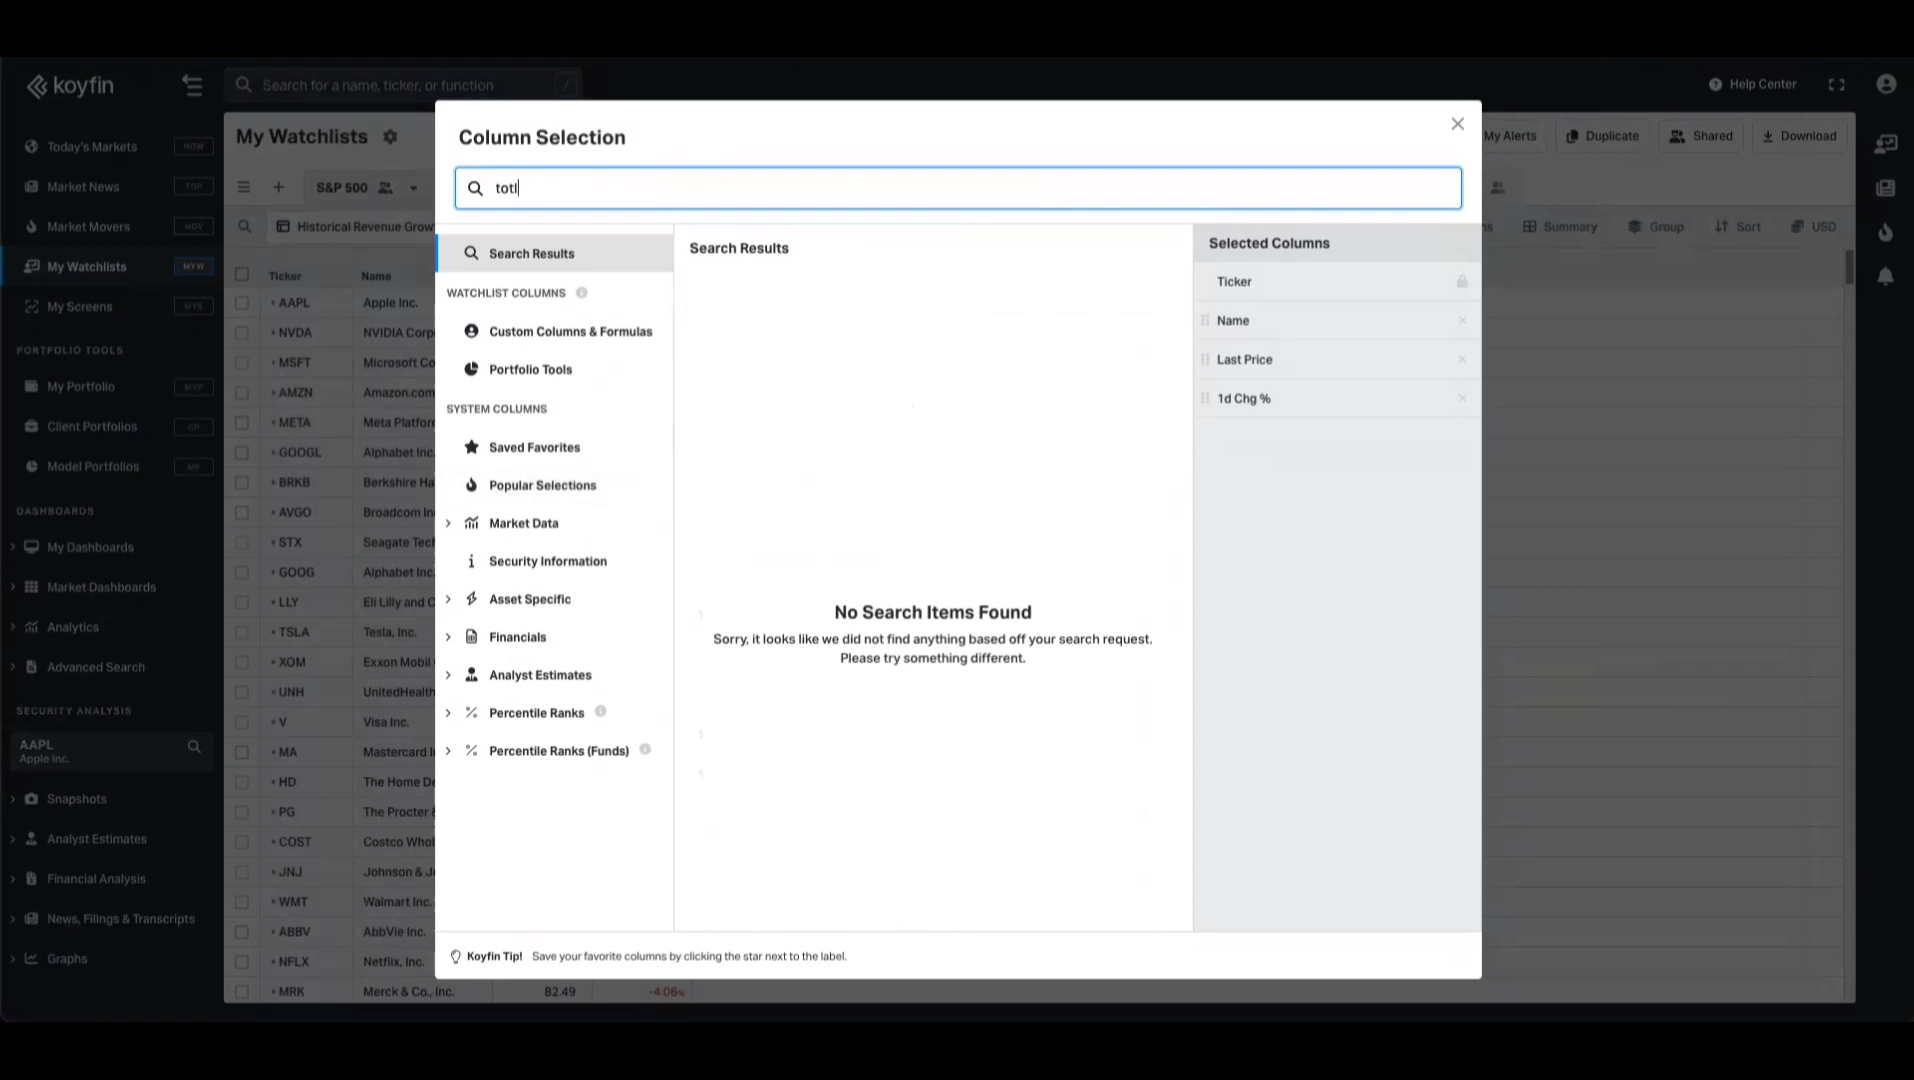 koyfin
Search for a name, ticker, or function
/
Help Center
Today's Markets
Market News
TOP
Market Movers
MOV
My Watchlists
MYW
My Screens
MYS
PORTFOLIO TOOLS
My Portfolio
MYP
Client Portfolios
CP
Model Portfolios
MP
DASHBOARDS
My Dashboards
Market Dashboards
Analytics
Advanced Search
SECURITY ANALYSIS
AAPL
Apple Inc.
Snapshots
Analyst Estimates
Financial Analysis
News, Filings & Transcripts
Graphs
My Watchlists
My Alerts
Duplicate
Shared
Download
S&P 500
Historical Revenue Grow
Summary
Group
Sort
USD
Ticker
Name
AAPL
Apple Inc.
NVDA
NVIDIA Corp
MSFT
Microsoft Co
AMZN
Amazon.com
META
Meta Platfor
GOOGL
Alphabet Inc.
BRKB
Berkshire Ha
AVGO
Broadcom In
STX
Seagate Tech
GOOG
Alphabet Inc.
LLY
Eli Lilly and C
TSLA
Tesla, Inc.
XOM
Exxon Mobil
UNH
UnitedHealth
V
Visa Inc.
MA
Mastercard I
HD
The Home De
PG
The Procter &
COST
Costco Whol
JNJ
Johnson & J
WMT
Walmart Inc.
ABBV
AbbVie Inc.
NFLX
Netflix, Inc.
MRK
Merck & Co., Inc.
82.49
-4.06%
Column Selection
totl
Search Results
WATCHLIST COLUMNS
Custom Columns & Formulas
Portfolio Tools
SYSTEM COLUMNS
Saved Favorites
Popular Selections
Market Data
Security Information
Asset Specific
Financials
Analyst Estimates
Percentile Ranks
Percentile Ranks (Funds)
Search Results
No Search Items Found
Sorry, it looks like we did not find anything based off your search request.
Please try something different.
Selected Columns
Ticker
Name
Last Price
1d Chg %
Koyfin Tip! Save your favorite columns by clicking the star next to the label.